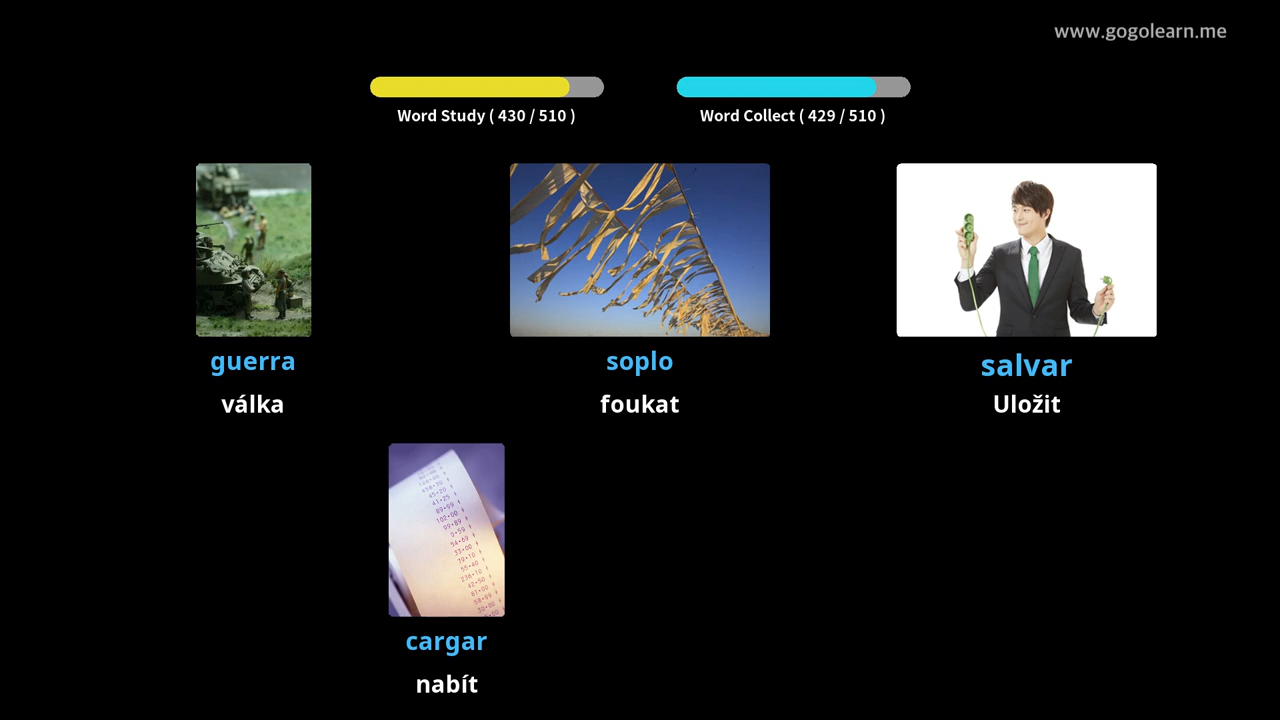 www.gogolearn.me
Word Study ( 430 / 510 )
Word Collect ( 429 / 510 )
guerra
válka
soplo
foukat
salvar
Uložit
cargar
nabít